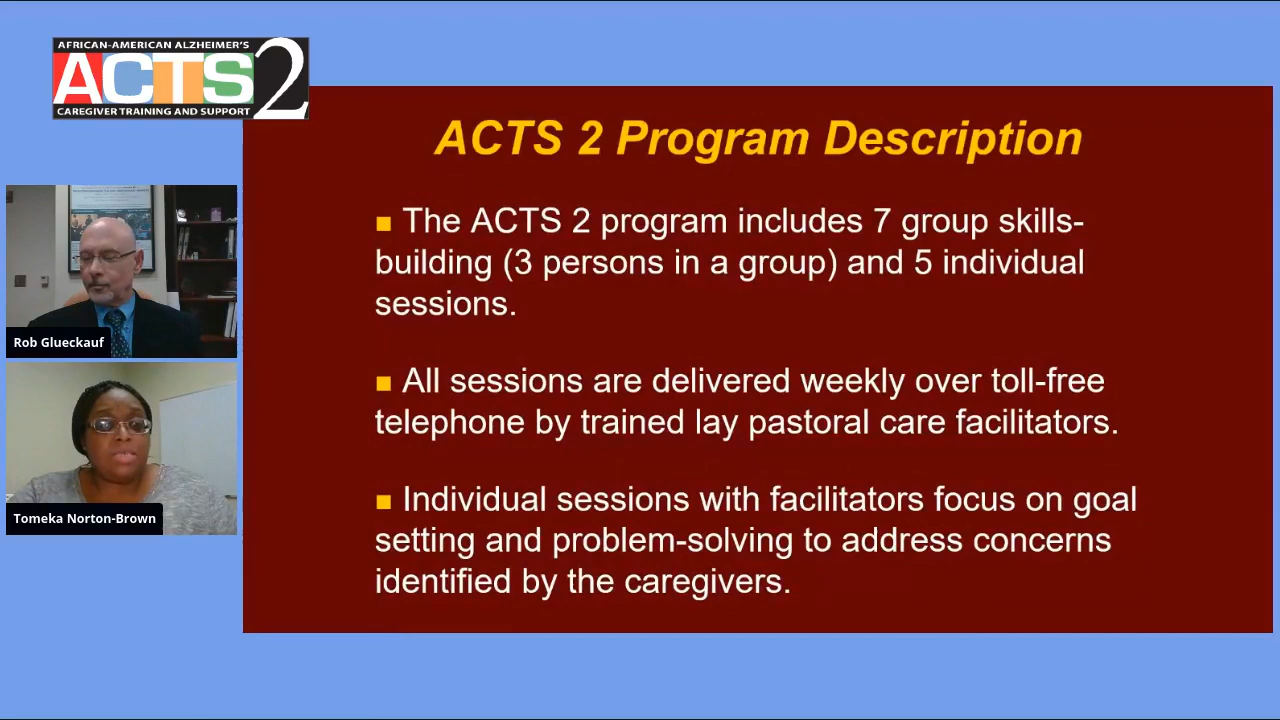 AFRICAN-AMERICAN ALZHEIMER'S
ACTS2
CAREGIVER TRAINING AND SUPPORT
ACTS 2 Program Description
■ The ACTS 2 program includes 7 group skills-
building (3 persons in a group) and 5 individual
sessions.
■ All sessions are delivered weekly over toll-free
telephone by trained lay pastoral care facilitators.
■ Individual sessions with facilitators focus on goal
setting and problem-solving to address concerns
identified by the caregivers.
Rob Glueckauf
Tomeka Norton-Brown